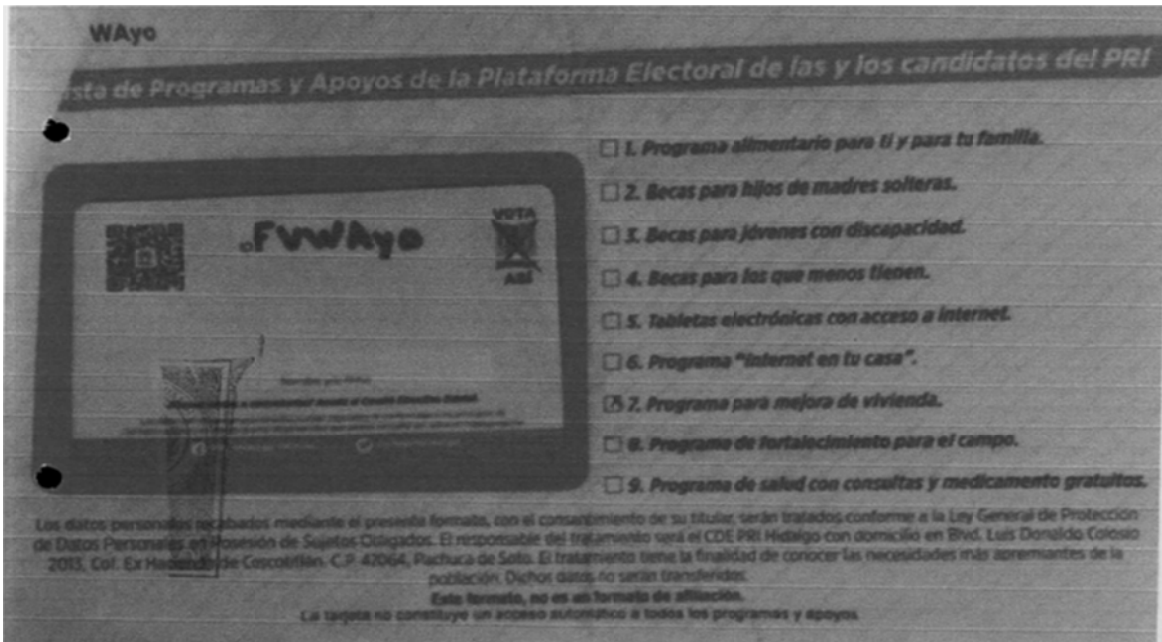 WAyo
sta de Programas y Apoyos de la Plataforma Electoral de las y los candidatos del PRI
1. Programa alimentario para ti y para tu familia.
2. Becas para hijos de madres solteras.
3. Becas para jóvenes con discapacidad.
4. Becas para los que menos tienen.
5. Tabletas electrónicas con acceso a internet.
6. Programa "Internet en tu casa".
7. Programa para mejora de vivienda.
8. Programa de fortalecimiento para el campo.
9. Programa de salud con consultas y medicamento gratuitos.
FVWAyo
VOTA
ASÍ
Los datos personales recabados mediante el presente formato, con el consentimiento de su titular, serán tratados conforme a la Ley General de Protección
de Datos Personales en Posesión de Sujetos Obligados. El responsable del tratamiento será el CDE PRI Hidalgo con domicilio en Blvd. Luis Donaldo Colosio
2013, Col. Ex Hacienda de Coscotitlán. C.P. 42064, Pachuca de Soto. El tratamiento tiene la finalidad de conocer las necesidades más apremiantes de la
población. Dichos datos no serán transferidos.
Este formato, no es un formato de afiliación.
La tarjeta no constituye un acceso automático a todos los programas y apoyos